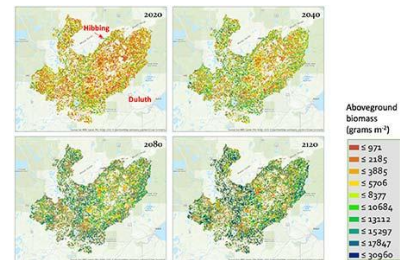 2020
Hibbing
Duluth
2040
2080
2120
Aboveground
biomass
(grams m⁻²)
≤ 971
≤ 2185
≤ 3885
≤ 5706
≤ 8377
≤ 10684
≤ 13112
≤ 15297
≤ 17847
≤ 30960